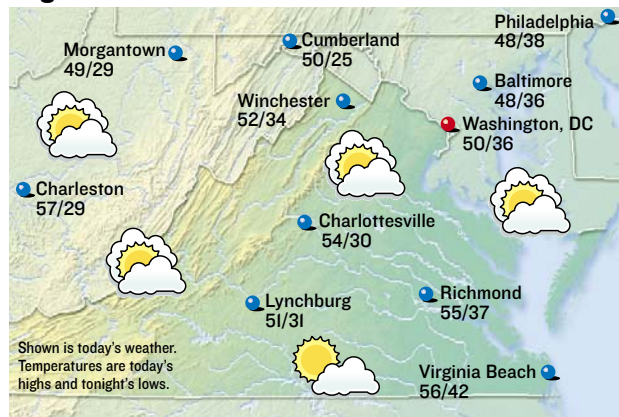 Philadelphia
48/38
Morgantown
49/29
Cumberland
50/25
Baltimore
48/36
Winchester
52/34
Washington, DC
50/36
Charleston
57/29
Charlottesville
54/30
Lynchburg
51/31
Richmond
55/37
Shown is today's weather.
Temperatures are today's
highs and tonight's lows.
Virginia Beach
56/42